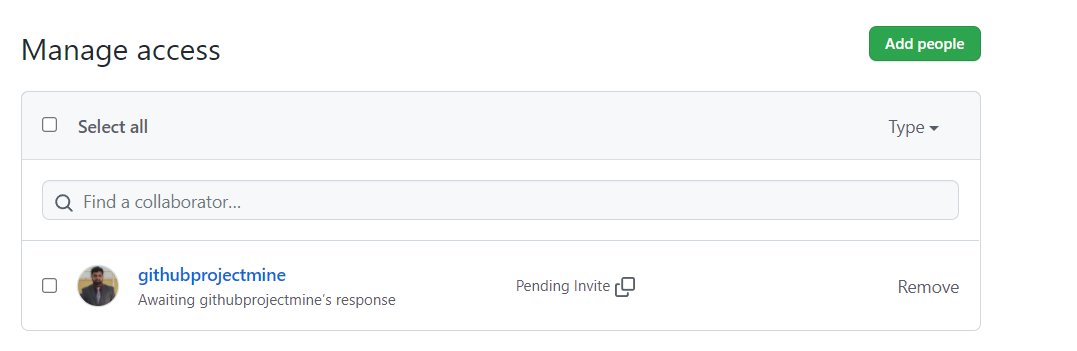 Manage access
Add people
Select all
Type
Find a collaborator...
githubprojectmine
Awaiting githubprojectmine's response
Pending Invite
Remove